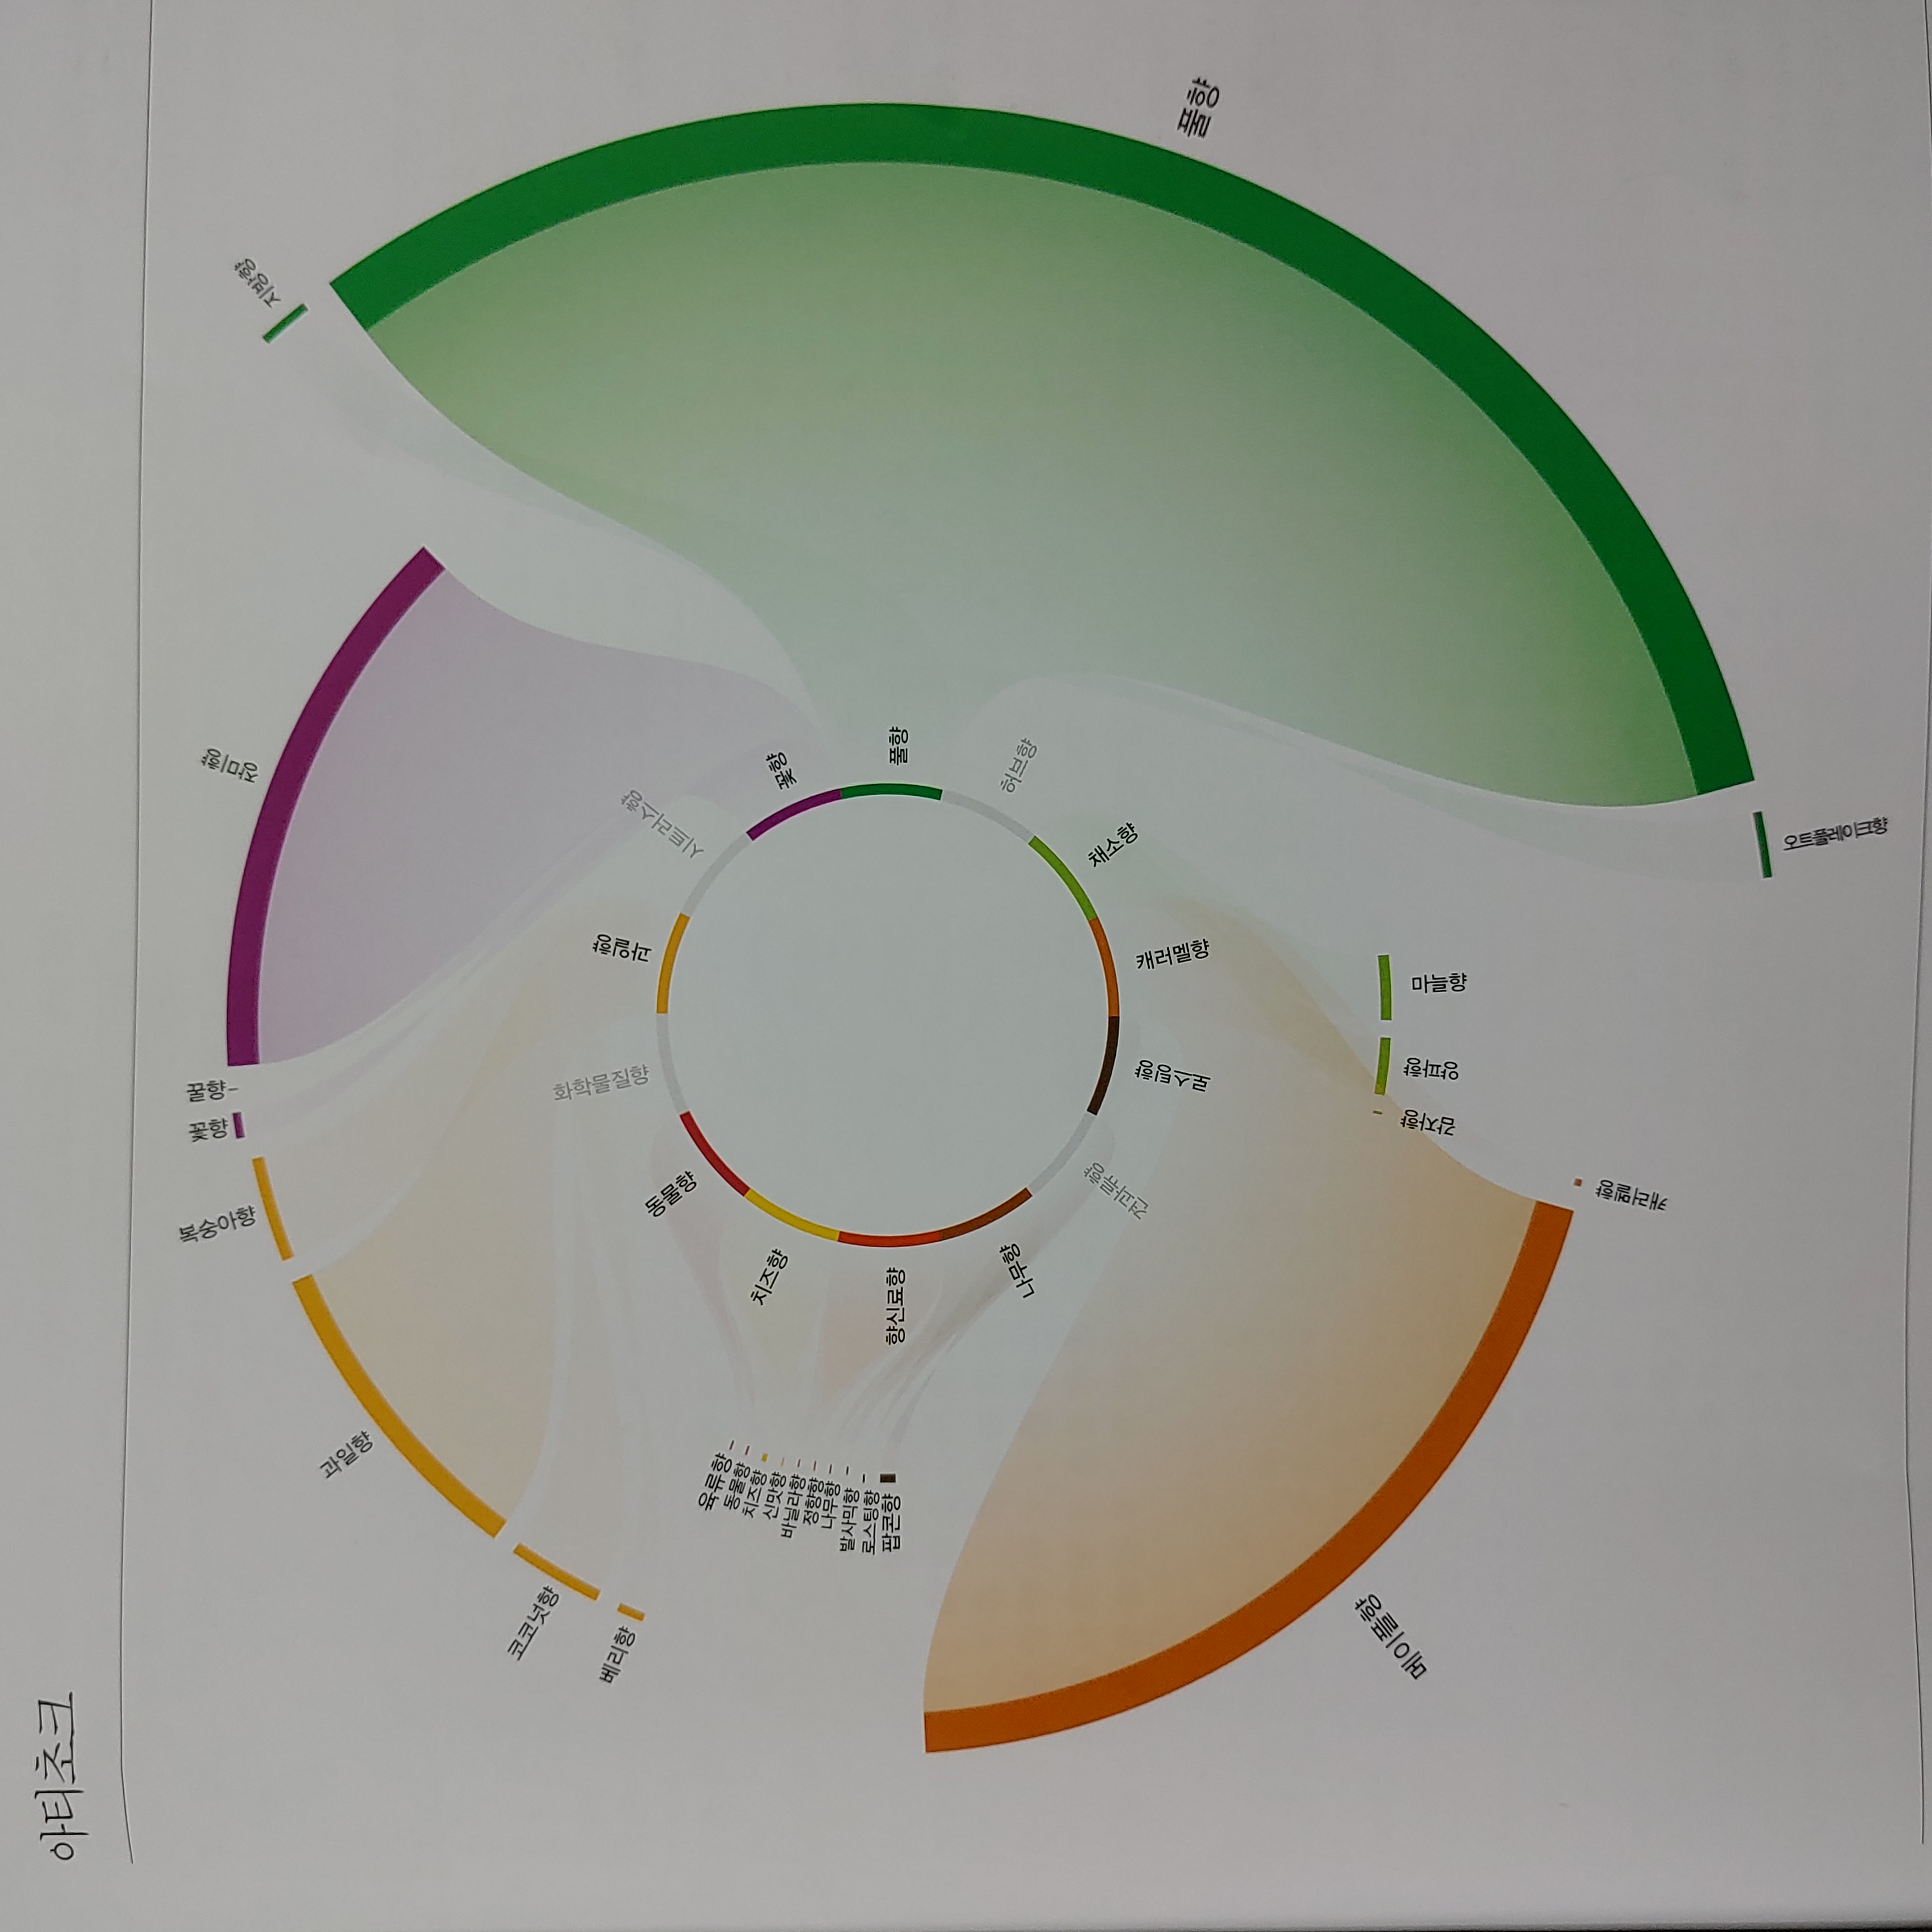 아티초크
복숭아향
꽃향
꿀향
장미향
지방향
과일향
코코넛향
베리향
육류향
동물향
치즈향
신맛향
바닐라향
정향향
나무향
발사믹향
로스팅향
팝콘향
화학물질향
과일향
시트러스향
꽃향
풀향
허브향
채소향
캐러멜향
로스팅향
견과류향
나무향
향신료향
치즈향
동물향
풀향
메이플향
감자향
양파향
머쉬룸향
캐러멜향
오트플레이크향